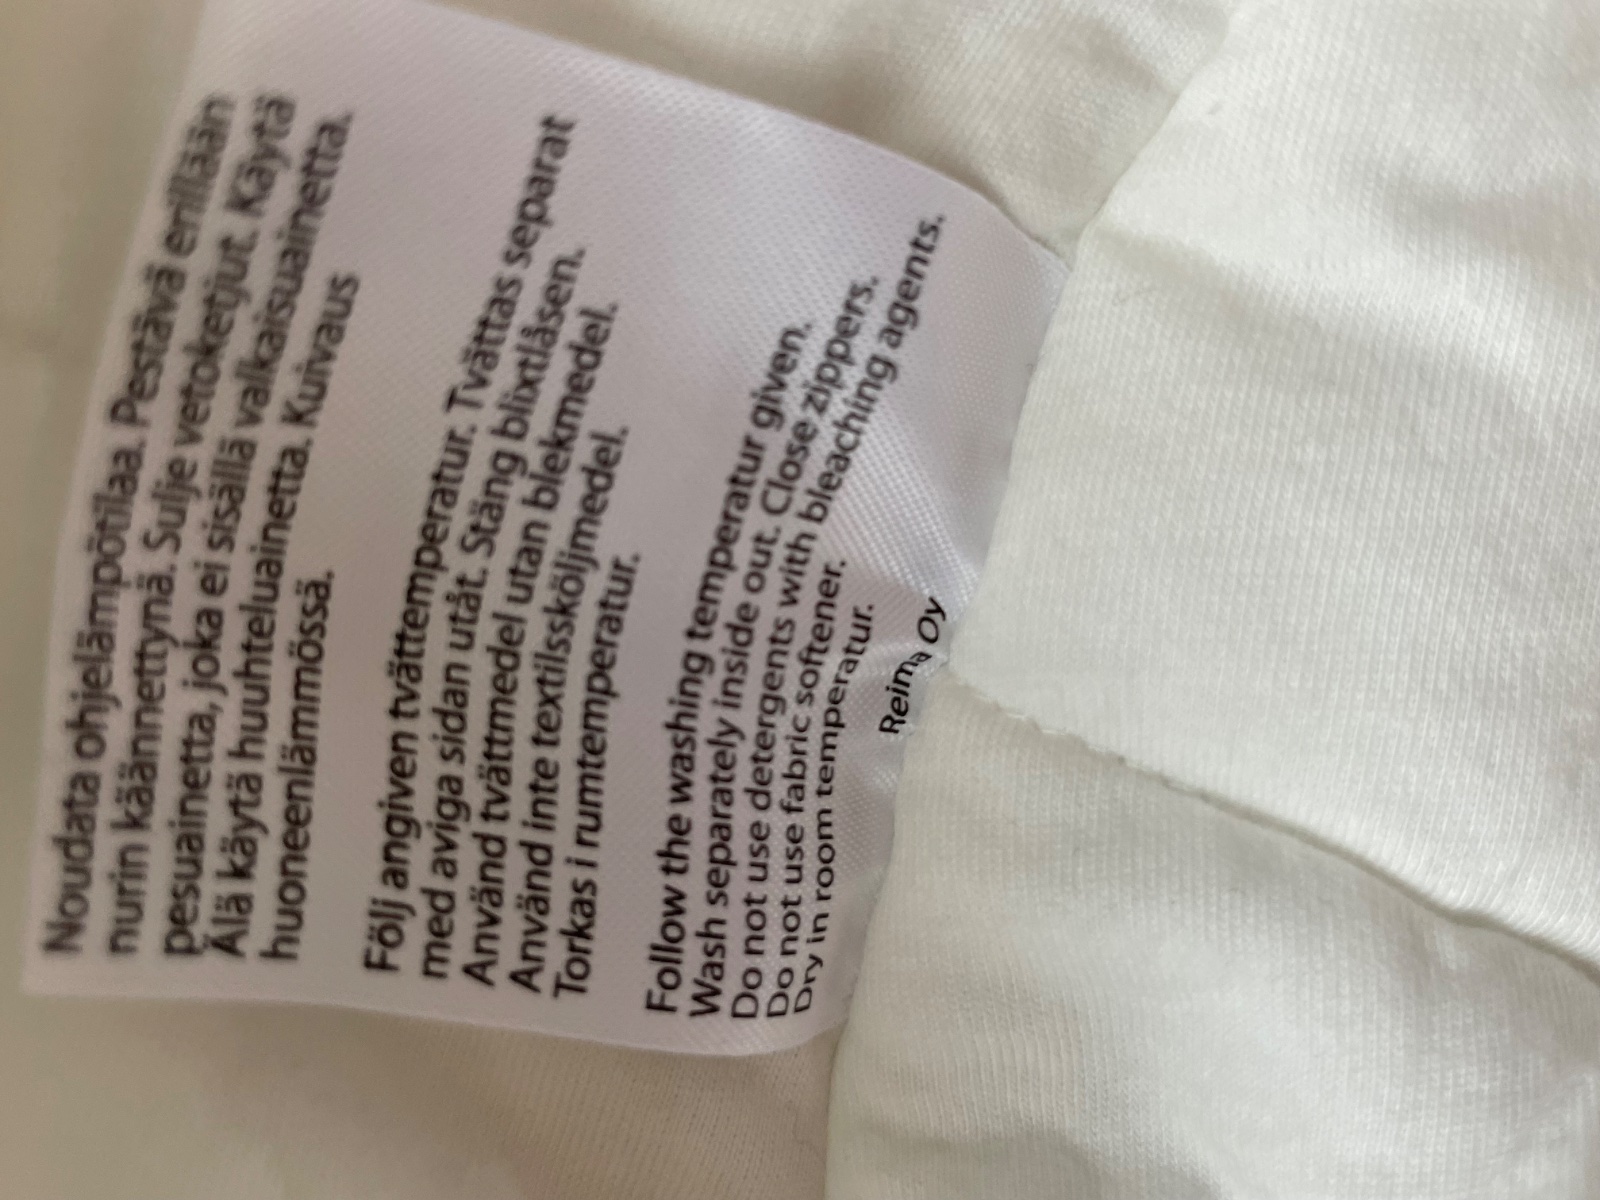 Noudata ohjelämpötilaa. Pestävä erillään
nurin käännettynä. Sulje vetoketjut. Käytä
pesuainetta, joka ei sisällä valkaisuainetta.
Älä käytä huuhteluainetta. Kuivaus
huoneenlämmössä.
Följ angiven tvättemperatur. Tvättas separat
med aviga sidan utåt. Stäng blixtlåsen.
Använd tvättmedel utan blekmedel.
Använd inte textilssköljmedel.
Torkas i rumtemperatur.
Follow the washing temperatur given.
Wash separately inside out. Close zippers.
Do not use detergents with bleaching agents.
Do not use fabric softener.
Dry in room temperatur.
Reima Oy